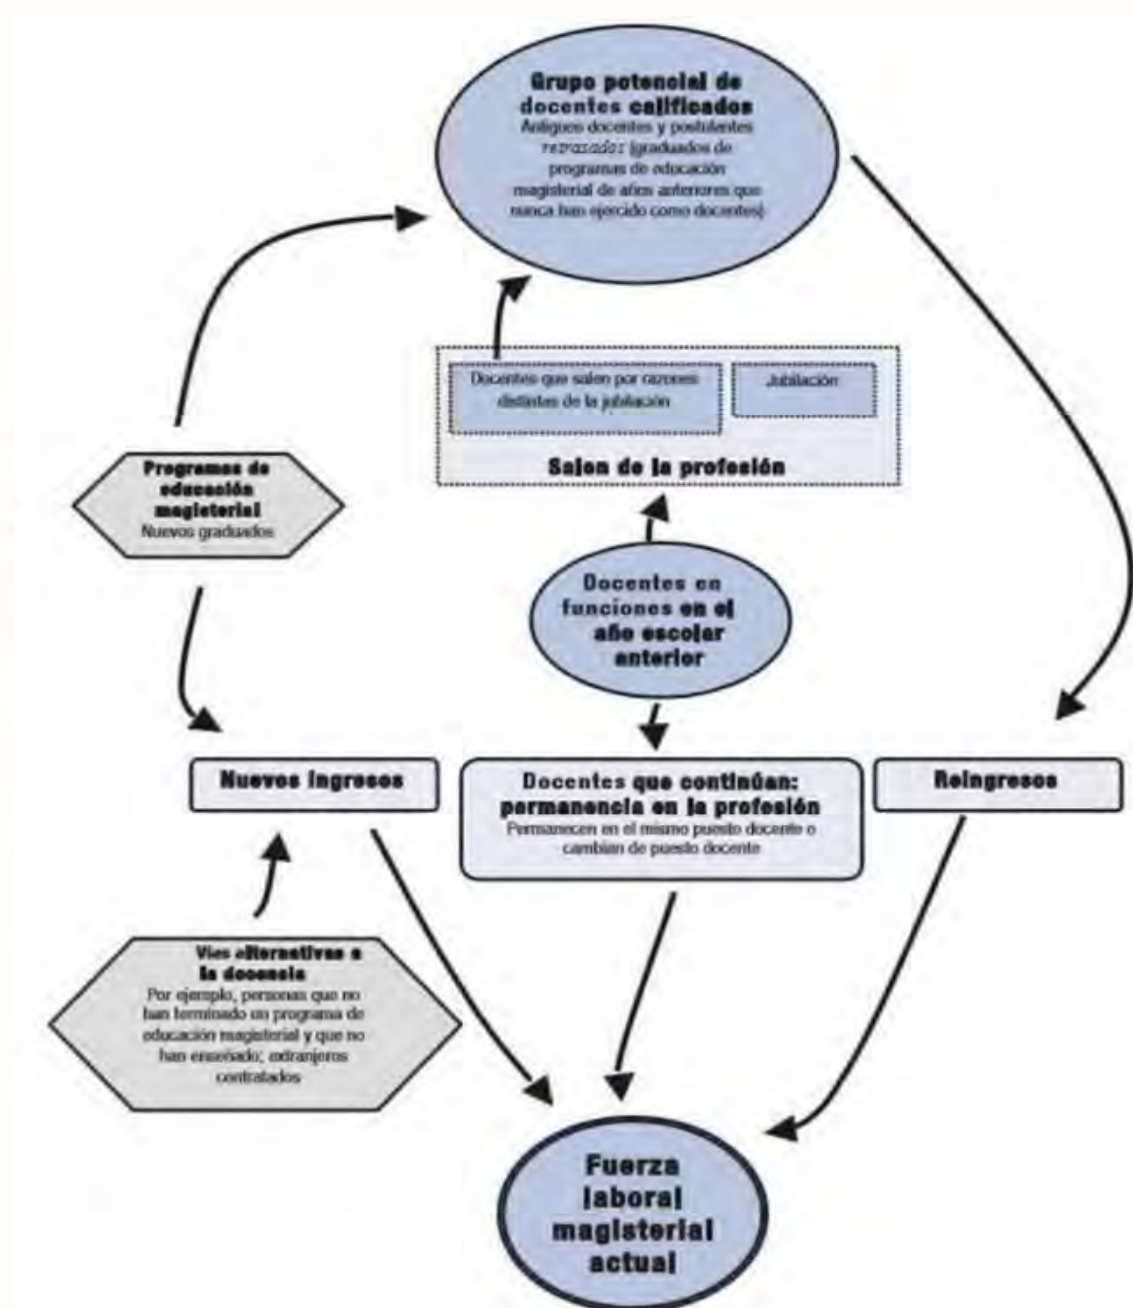 Grupo potencial de
docentes calificados
Antiguos docentes y postulantes
retrasados (graduados de
programas de educación
magisterial de años anteriores que
nunca han ejercido como docentes)
Docentes que salen por razones
distintas de la jubilación
Jubilación
Salen de la profesión
Programas de
educación
magisterial
Nuevos graduados
Docentes en
funciones en el
año escolar
anterior
Nuevos ingresos
Docentes que continúan:
permanencia en la profesión
Permanecen en el mismo puesto docente o
cambian de puesto docente
Reingresos
Vías alternativas a
la docencia
Por ejemplo, personas que no
han terminado un programa de
educación magisterial y que no
han enseñado; extranjeros
contratados
Fuerza
laboral
magisterial
actual